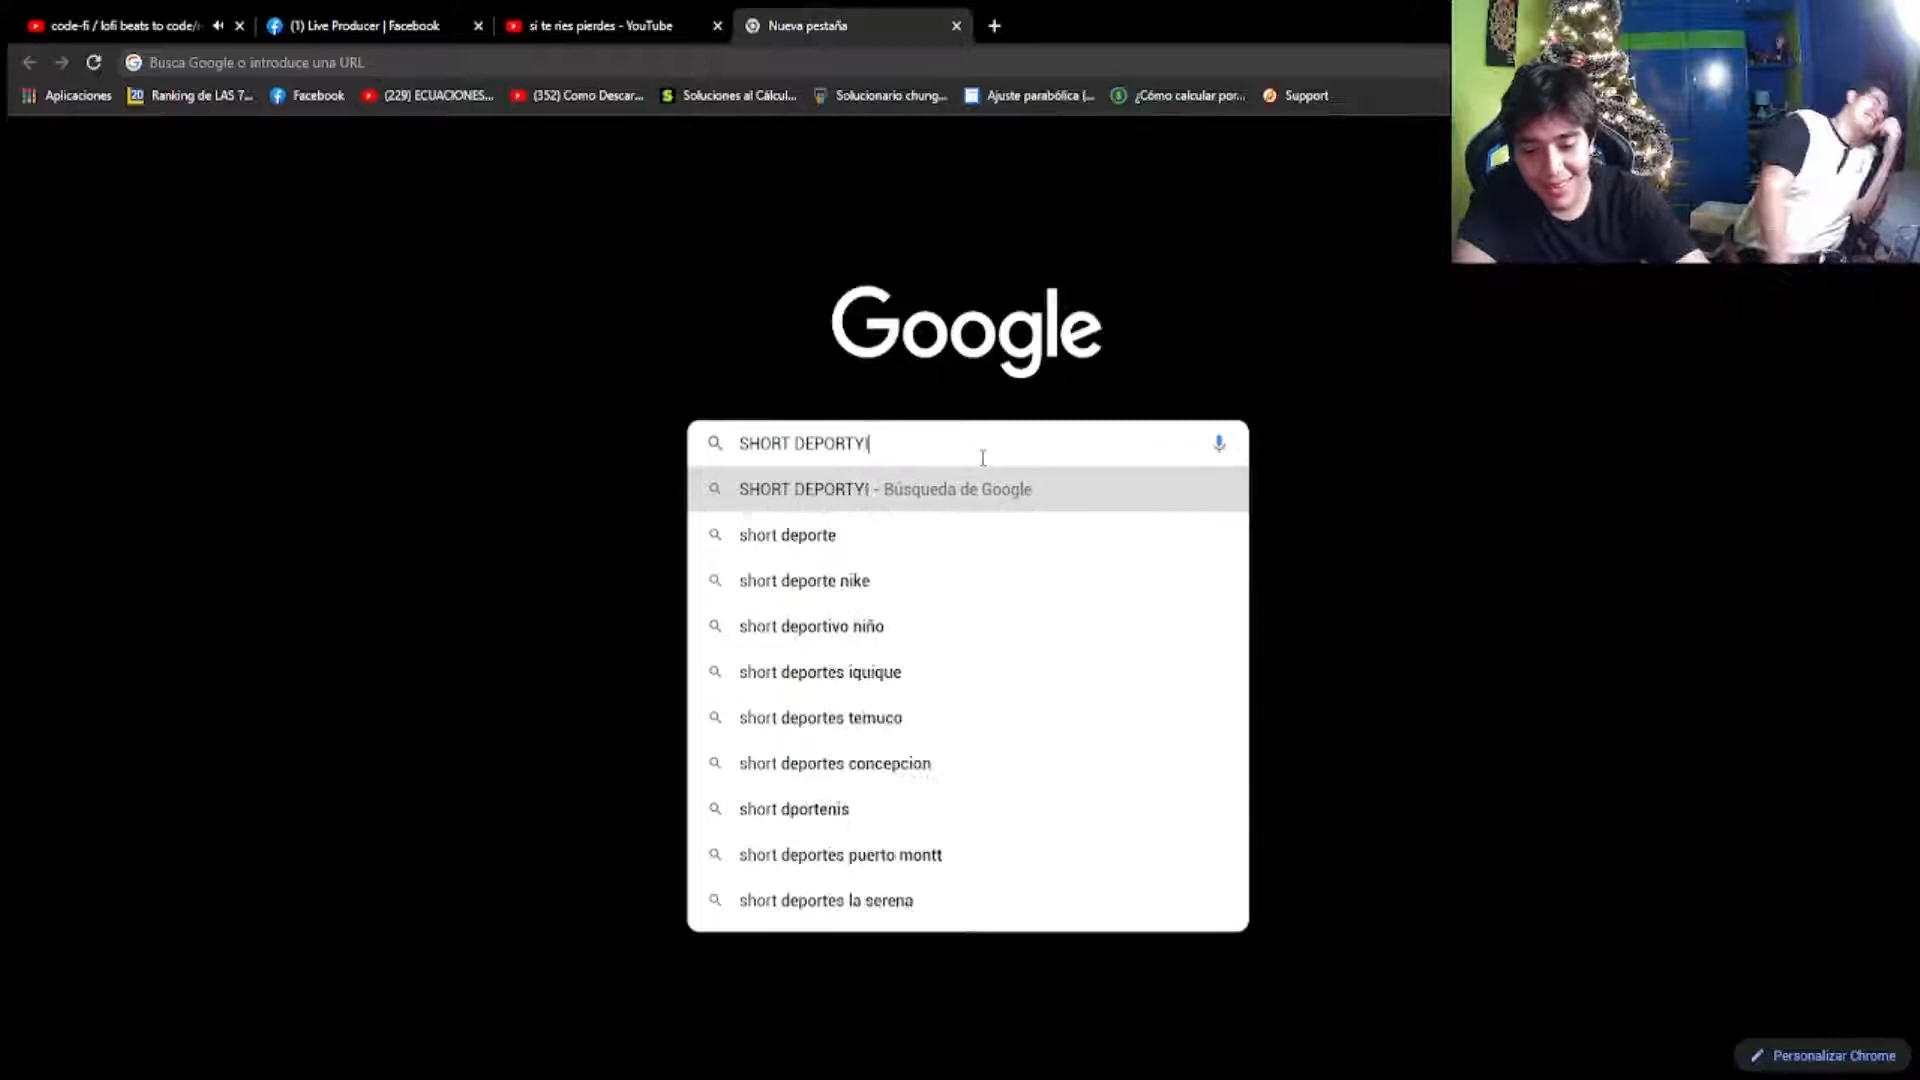 code-fi / lofi beats to code/r
(1) Live Producer | Facebook
si te ries pierdes - YouTube
Nueva pestaña
Busca Google o introduce una URL
Aplicaciones
Ranking de LAS 7...
Facebook
(229) ECUACIONES...
(352) Como Descar...
Soluciones al Cálcul...
Solucionario chung...
Ajuste parabólica (...
¿Cómo calcular por...
Support
Google
SHORT DEPORTYI
SHORT DEPORTYI - Búsqueda de Google
short deporte
short deporte nike
short deportivo niño
short deportes iquique
short deportes temuco
short deportes concepcion
short dportenis
short deportes puerto montt
short deportes la serena
Personalizar Chrome